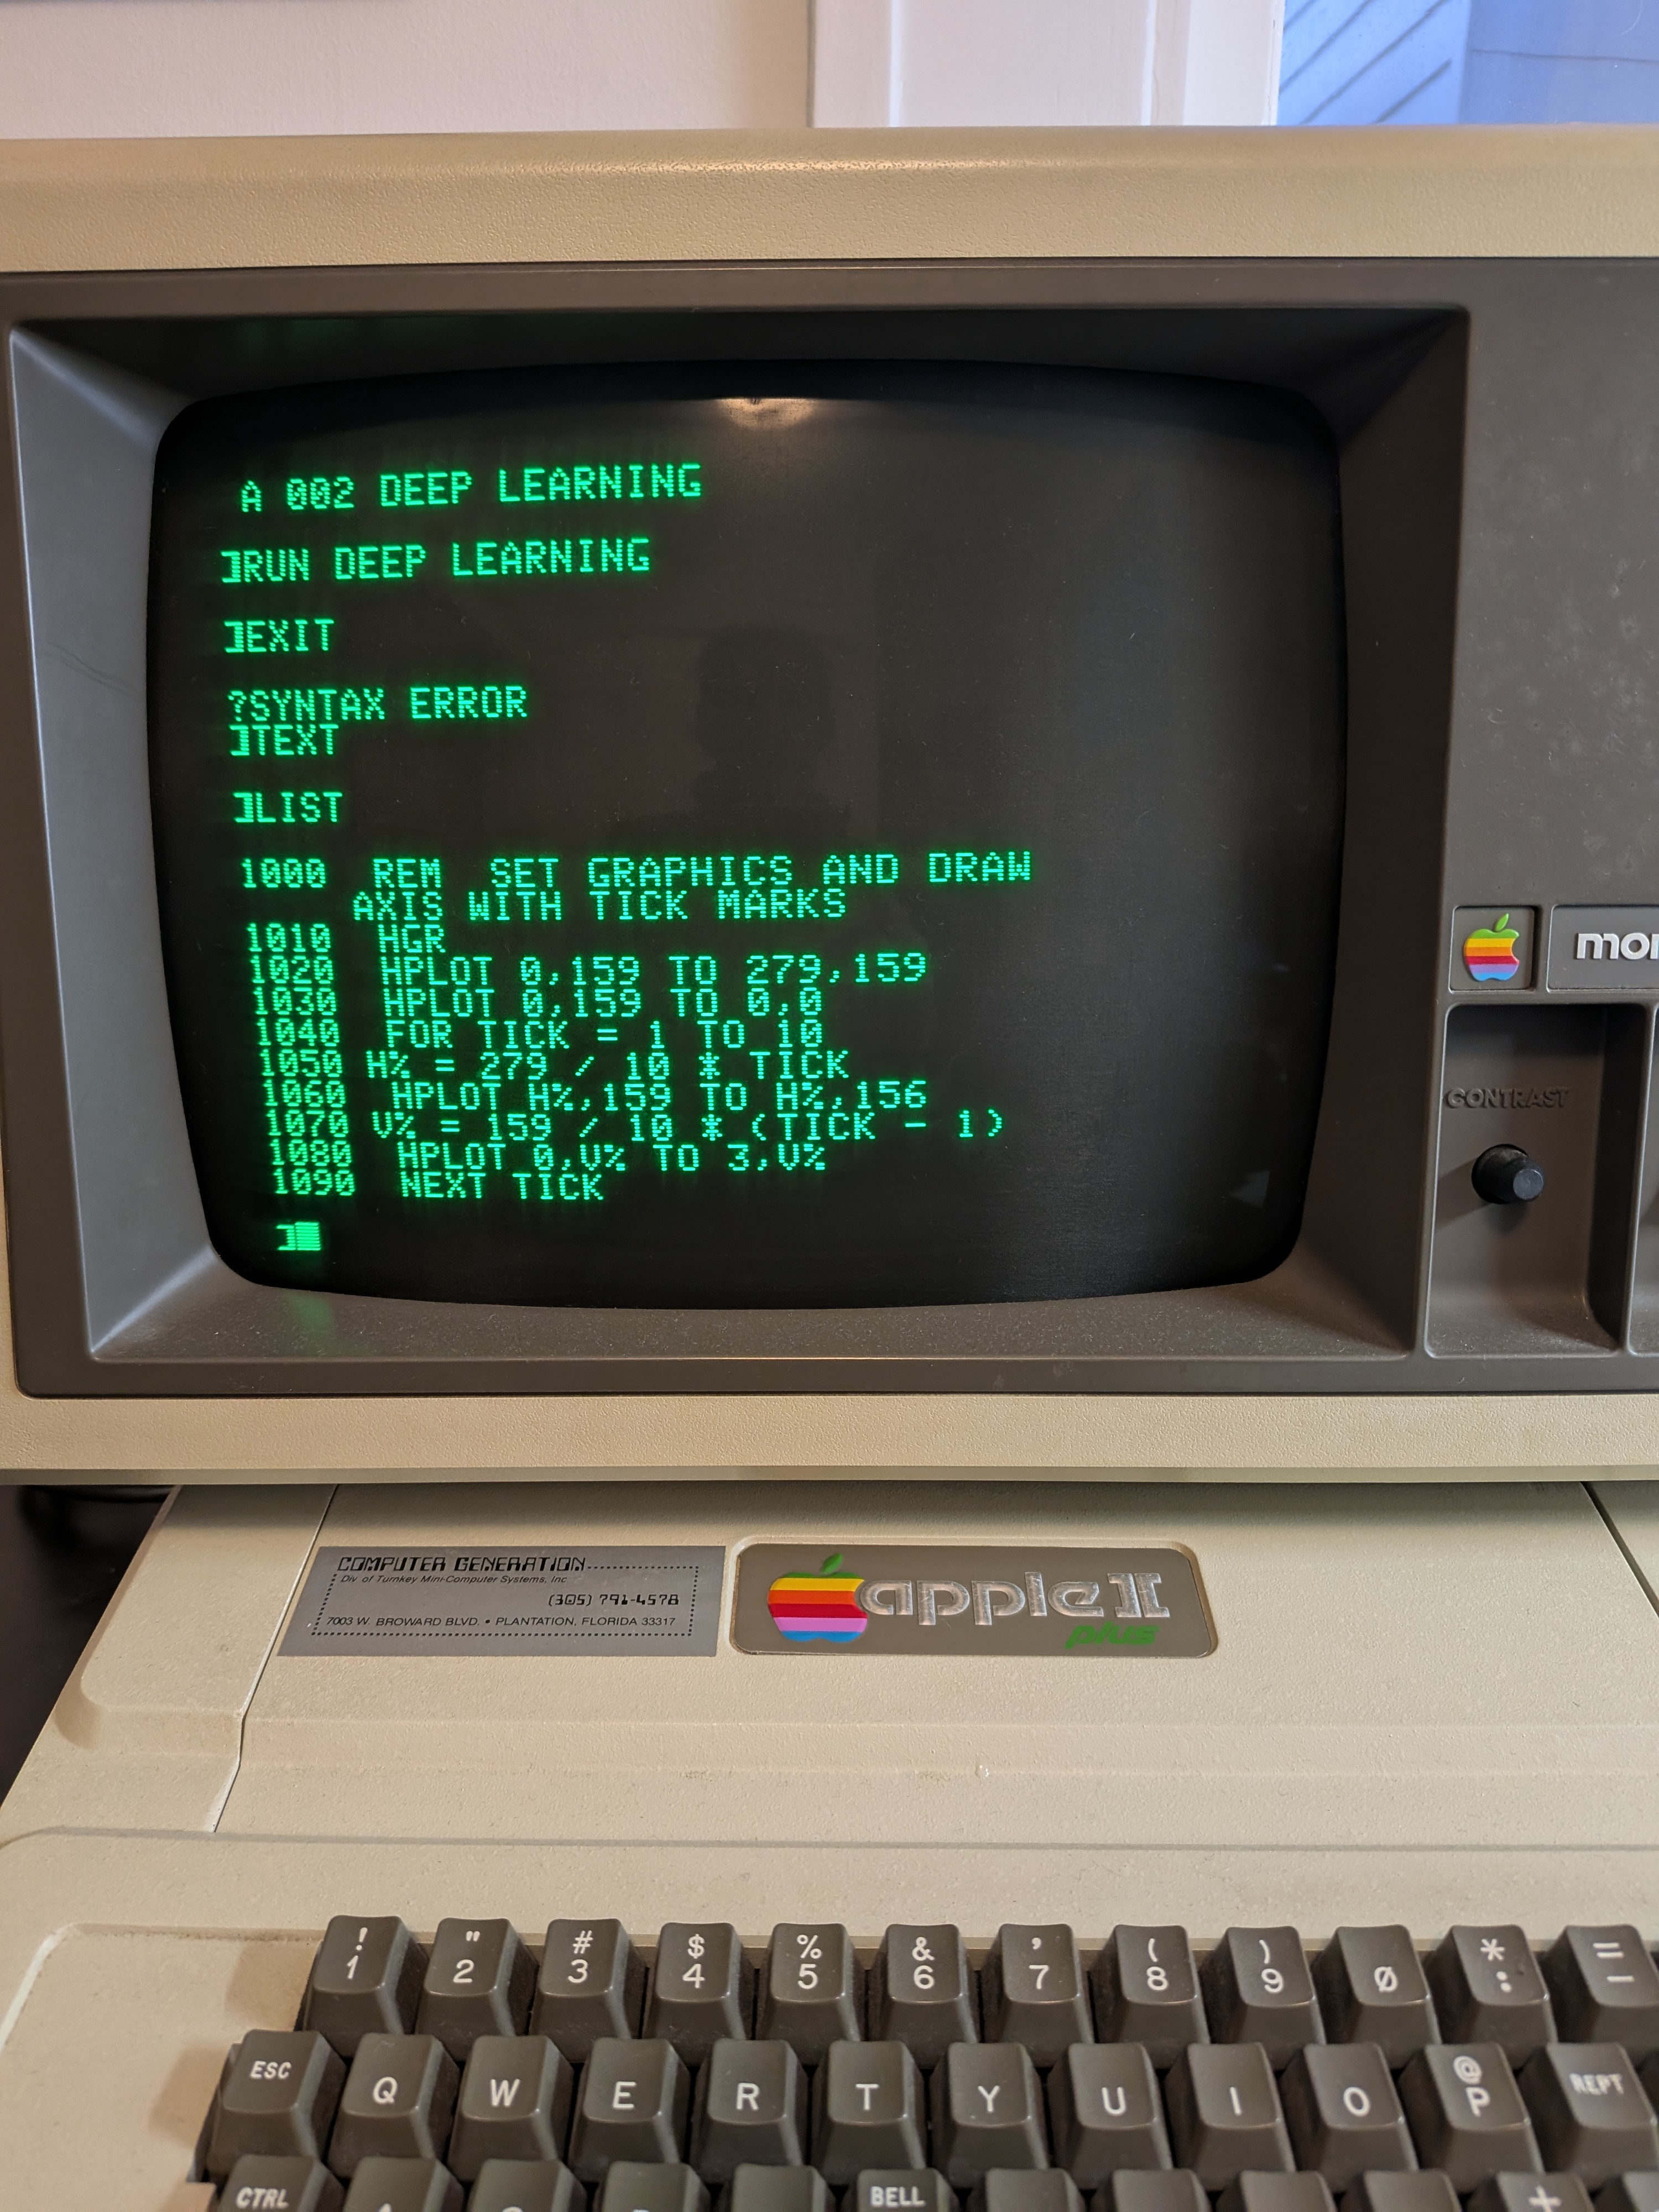 A 002 DEEP LEARNING
]RUN DEEP LEARNING
]EXIT
?SYNTAX ERROR
]TEXT
]LIST
1000  REM  SET GRAPHICS AND DRAW
AXIS WITH TICK MARKS
1010  HGR
1020  HPLOT 0,159 TO 279,159
1030  HPLOT 0,159 TO 0,0
1040  FOR TICK = 1 TO 10
1050 H% = 279 / 10 * TICK
1060  HPLOT H%,159 TO H%,156
1070 V% = 159 / 10 * (TICK - 1)
1080  HPLOT 0,V% TO 3,V%
1090  NEXT TICK
]
mon
CONTRAST
COMPUTER GENERATION
Div. of Turnkey Mini-Computer Systems, Inc
(305) 791-4578
7003 W. BROWARD BLVD. • PLANTATION, FLORIDA 33317
apple ][
plus
! " # $ % & ' ( ) * =
1 2 3 4 5 6 7 8 9 0 : -
ESC Q W E R T Y U I O @ P REPT
CTRL BELL +